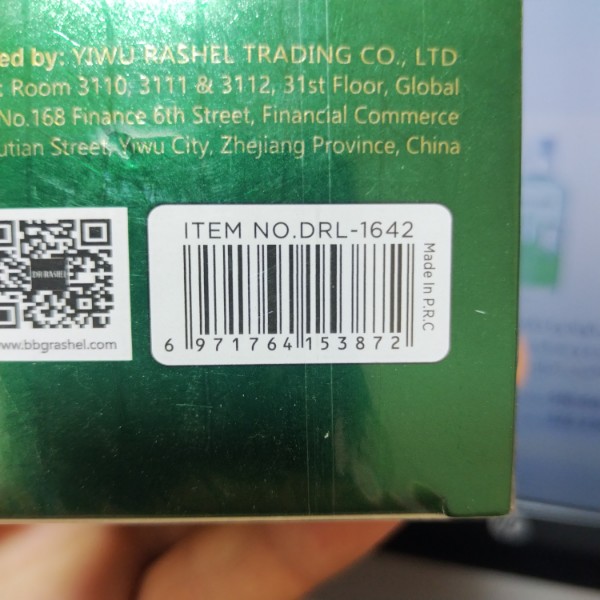 ed by: YIWU RASHEL TRADING CO., LTD
: Room 3110, 3111 & 3112, 31st Floor, Global
No.168 Finance 6th Street, Financial Commerce
utian Street, Yiwu City, Zhejiang Province, China
ITEM NO.DRL-1642
Made In P.R.C
6 971764 153872
ww.bbgrashel.com